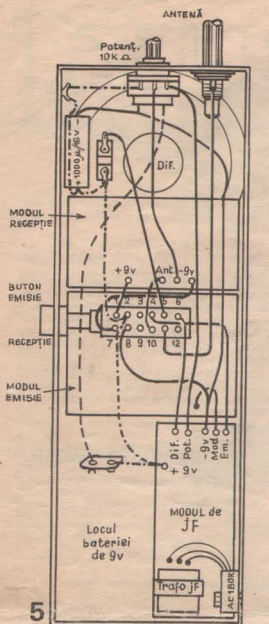 ANTENĂ
Potenț.
10KΩ
+1000μ/16V -
Dif.
MODUL
RECEPȚIE
+9v Ant. -9v
BUTON
EMISIE
1 2 3 4 5 6
RECEPȚIE
7 8 9 10 12
MODUL
EMISIE
Dif.
Pot.
-9v
Mod.
Em.
+9v
MODUL de
jF
Locul
bateriei
de 9v
Trafo jF
AC180K
5